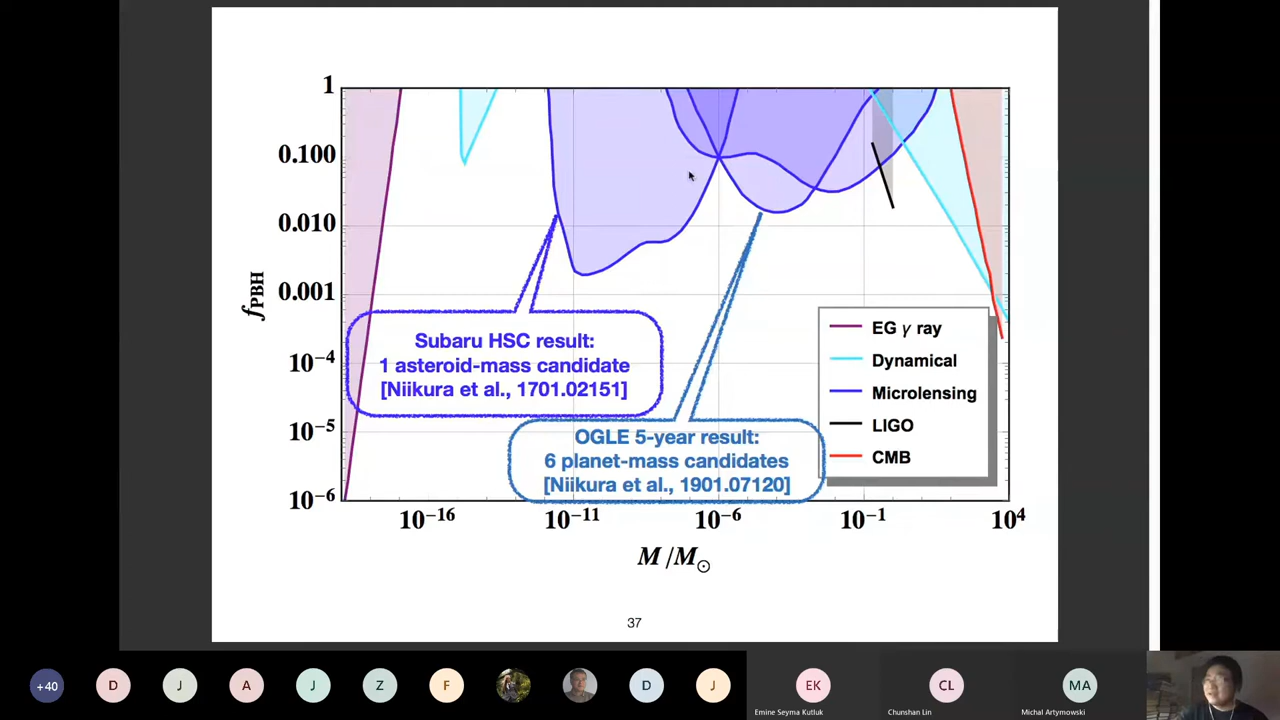 1
0.100
0.010
0.001
10−4
10−5
10−6
fPBH
10−16
10−11
10−6
10−1
104
M /M⊙
Subaru HSC result:
1 asteroid-mass candidate
[Niikura et al., 1701.02151]
OGLE 5-year result:
6 planet-mass candidates
[Niikura et al., 1901.07120]
EG γ ray
Dynamical
Microlensing
LIGO
CMB
37
+40
D
J
A
J
Z
F
D
J
EK
CL
MA
Emine Seyma Kutluk
Chunshan Lin
Michal Artymowski